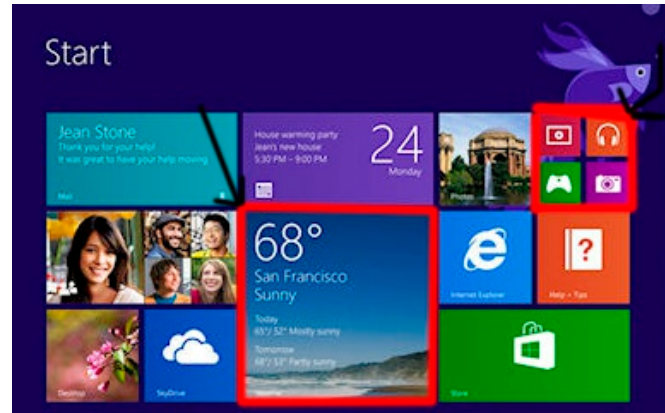 Start
Jean Stone
Thank you for your help!
It was great to have your help moving.
Mail
House warming party
Jean's new house
5:30 PM – 9:00 PM
24
Monday
Photos
68°
San Francisco
Sunny
Today
65°/ 52° Mostly sunny
Tomorrow
68°/ 53° Partly sunny
Weather
Internet Explorer
?
Help + Tips
Desktop
SkyDrive
Store